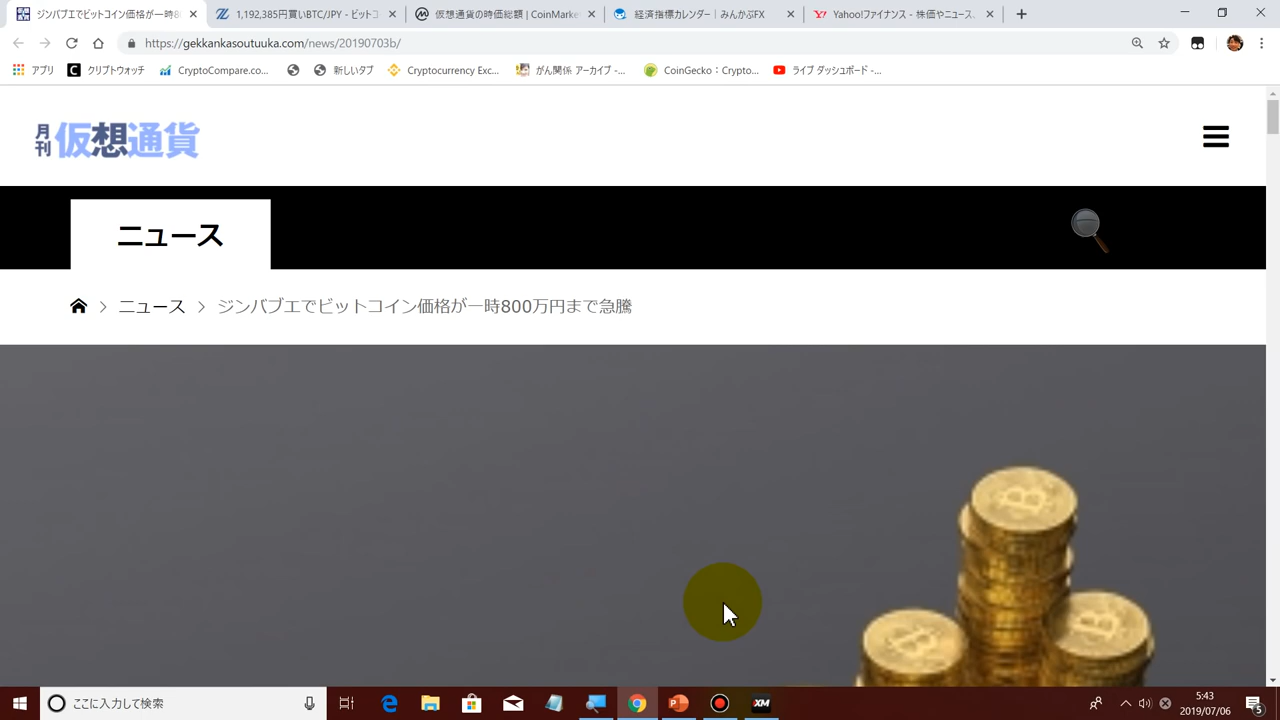 ジンバブエでビットコイン価格が一時8
1,192,385円買いBTC/JPY - ビットコ
仮想通貨の時価総額 | CoinMarke
経済指標カレンダー | みんかぶFX
Yahoo!ファイナンス - 株価やニュース、
https://gekkankasoutuuka.com/news/20190703b/
アプリ
クリプトウォッチ
CryptoCompare.co...
新しいタブ
Cryptocurrency Exc...
がん関係 アーカイブ -...
CoinGecko：Crypto...
ライブ ダッシュボード -...
月刊仮想通貨
ニュース
ニュース > ジンバブエでビットコイン価格が一時800万円まで急騰
ここに入力して検索
XM
5:43
2019/07/06
5